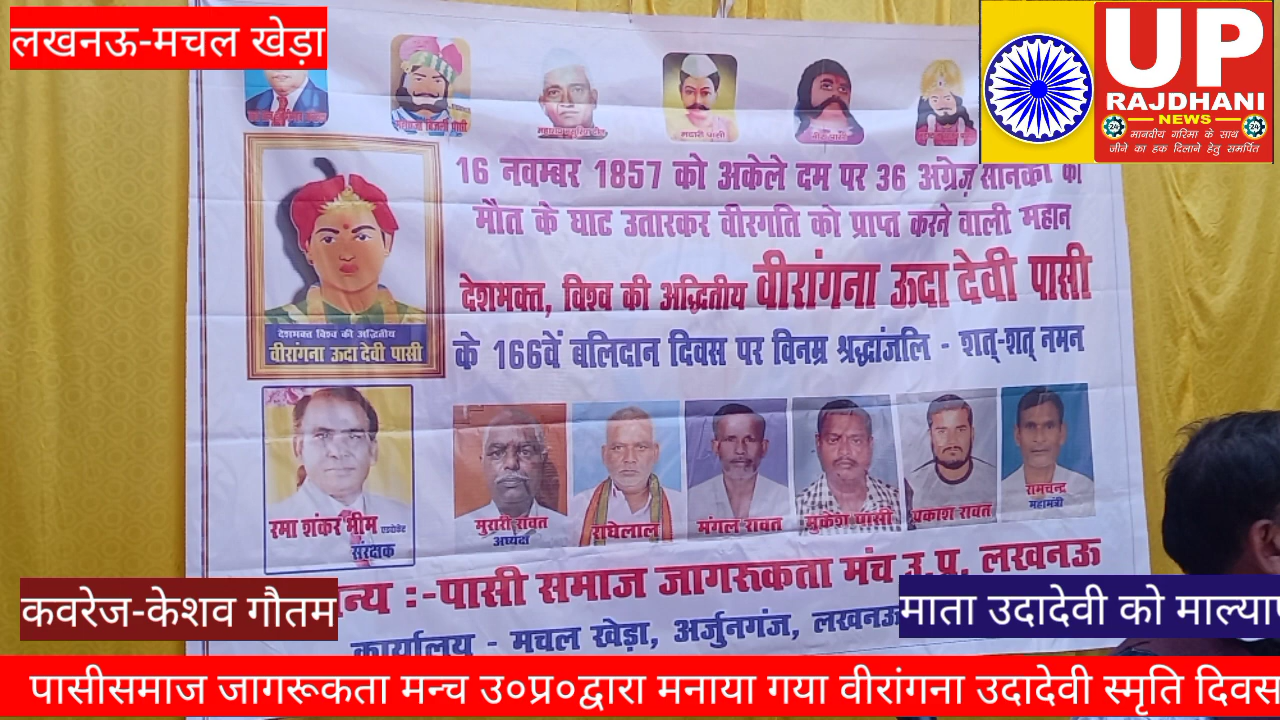 लखनऊ-मचल खेड़ा
UP
RAJDHANI
NEWS
24
24
मानवीय गरिमा के साथ
जीने का हक दिलाने हेतु समर्पित
मदारी पासी
16 नवम्बर 1857 को अकेले दम पर 36 अंग्रेज़ सैनिकों को
मौत के घाट उतारकर वीरगति को प्राप्त करने वाली महान
देशभक्त, विश्व की अद्धितीय वीरांगना ऊदा देवी पासी
के 166वें बलिदान दिवस पर विनम्र श्रद्धांजलि - शत्-शत् नमन
देशभक्त विश्व की अद्धितीय
वीरांगना ऊदा देवी पासी
रमा शंकर भीम एडवोकेट
संरक्षक
मुरारी रावत
अध्यक्ष
राधेलाल
मंगल रावत
मुकेश पासी
प्रकाश रावत
रामचन्द्र
महामंत्री
न्य :-पासी समाज जागरूकता मंच उ.प्र. लखनऊ
कार्यालय - मचल खेड़ा, अर्जुनगंज, लखनऊ
कवरेज-केशव गौतम
माता उदादेवी को माल्या
पासीसमाज जागरूकता मन्च उ०प्र०द्वारा मनाया गया वीरांगना उदादेवी स्मृति दिवस